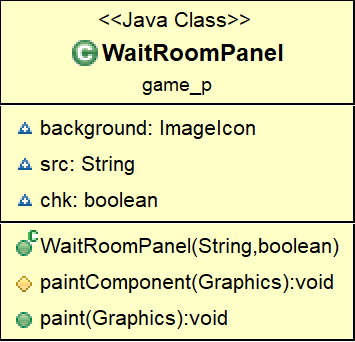 <<Java Class>>
C WaitRoomPanel
game_p
background: ImageIcon
src: String
chk: boolean
C WaitRoomPanel(String,boolean)
paintComponent(Graphics):void
paint(Graphics):void